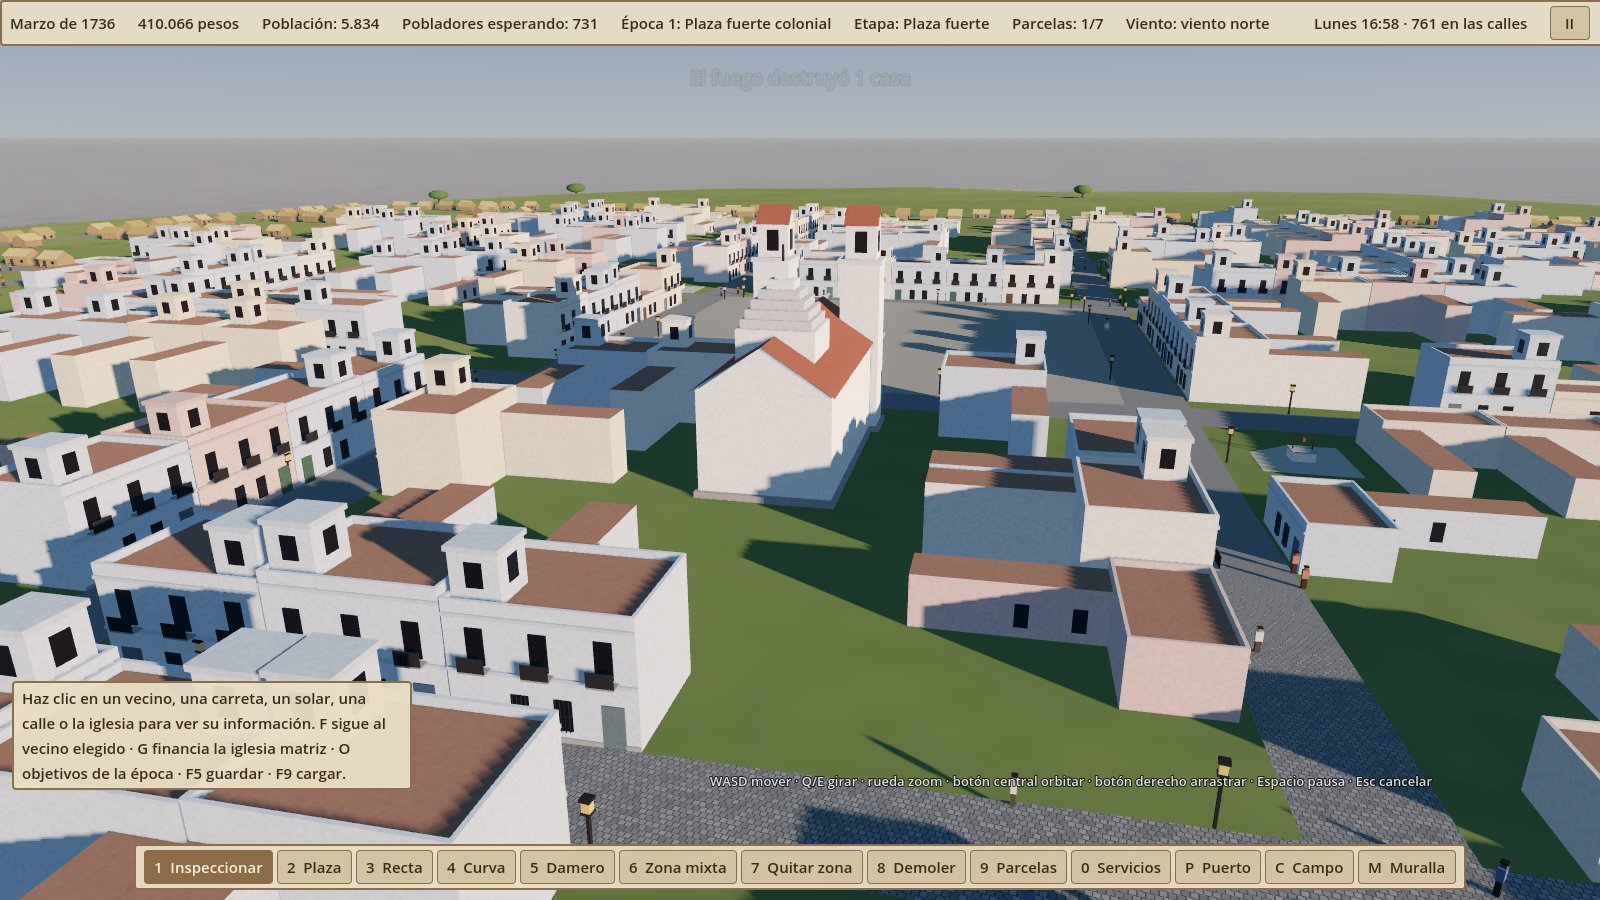 Marzo de 1736 410.066 pesos Población: 5.834 Pobladores esperando: 731 Época 1: Plaza fuerte colonial Etapa: Plaza fuerte Parcelas: 1/7 Viento: viento norte Lunes 16:58 · 761 en las calles II
El fuego destruyó 1 casa
Haz clic en un vecino, una carreta, un solar, una
calle o la iglesia para ver su información. F sigue al
vecino elegido · G financia la iglesia matriz · O
objetivos de la época · F5 guardar · F9 cargar.
WASD mover · Q/E girar · rueda zoom · botón central orbitar · botón derecho arrastrar · Espacio pausa · Esc cancelar
1 Inspeccionar 2 Plaza 3 Recta 4 Curva 5 Damero 6 Zona mixta 7 Quitar zona 8 Demoler 9 Parcelas 0 Servicios P Puerto C Campo M Muralla